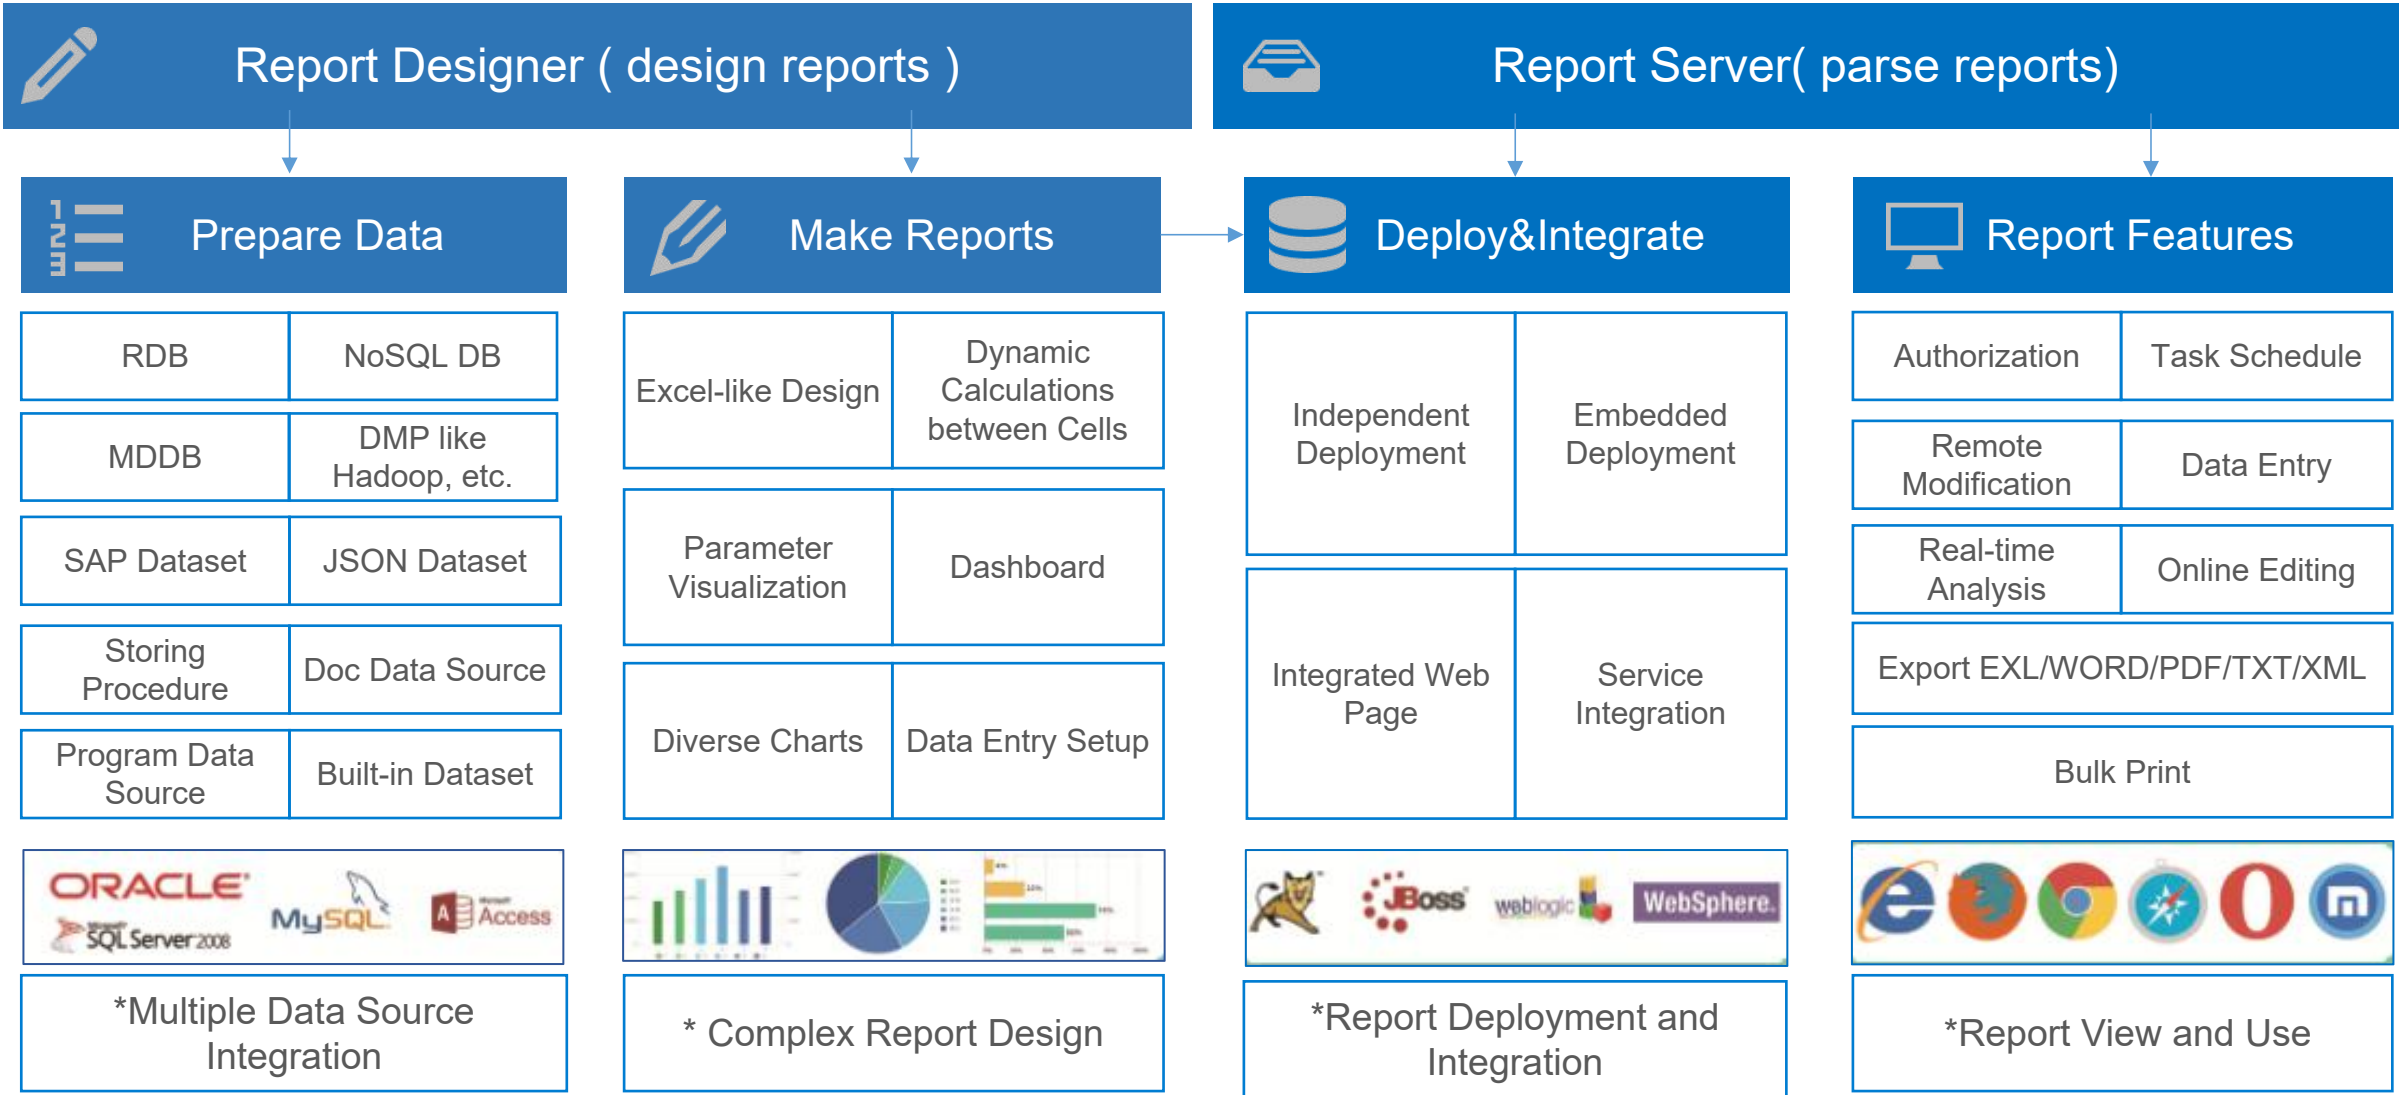 Report Designer ( design reports )
Report Server( parse reports)
Prepare Data
Make Reports
Deploy&Integrate
Report Features
RDB
NoSQL DB
MDDB
DMP like
Hadoop, etc.
SAP Dataset
JSON Dataset
Storing
Procedure
Doc Data Source
Program Data
Source
Built-in Dataset
ORACLE
SQL Server 2008
MySQL
Access
*Multiple Data Source
Integration
Excel-like Design
Dynamic
Calculations
between Cells
Parameter
Visualization
Dashboard
Diverse Charts
Data Entry Setup
* Complex Report Design
Independent
Deployment
Embedded
Deployment
Integrated Web
Page
Service
Integration
JBoss
weblogic
WebSphere.
*Report Deployment and
Integration
Authorization
Task Schedule
Remote
Modification
Data Entry
Real-time
Analysis
Online Editing
Export EXL/WORD/PDF/TXT/XML
Bulk Print
*Report View and Use